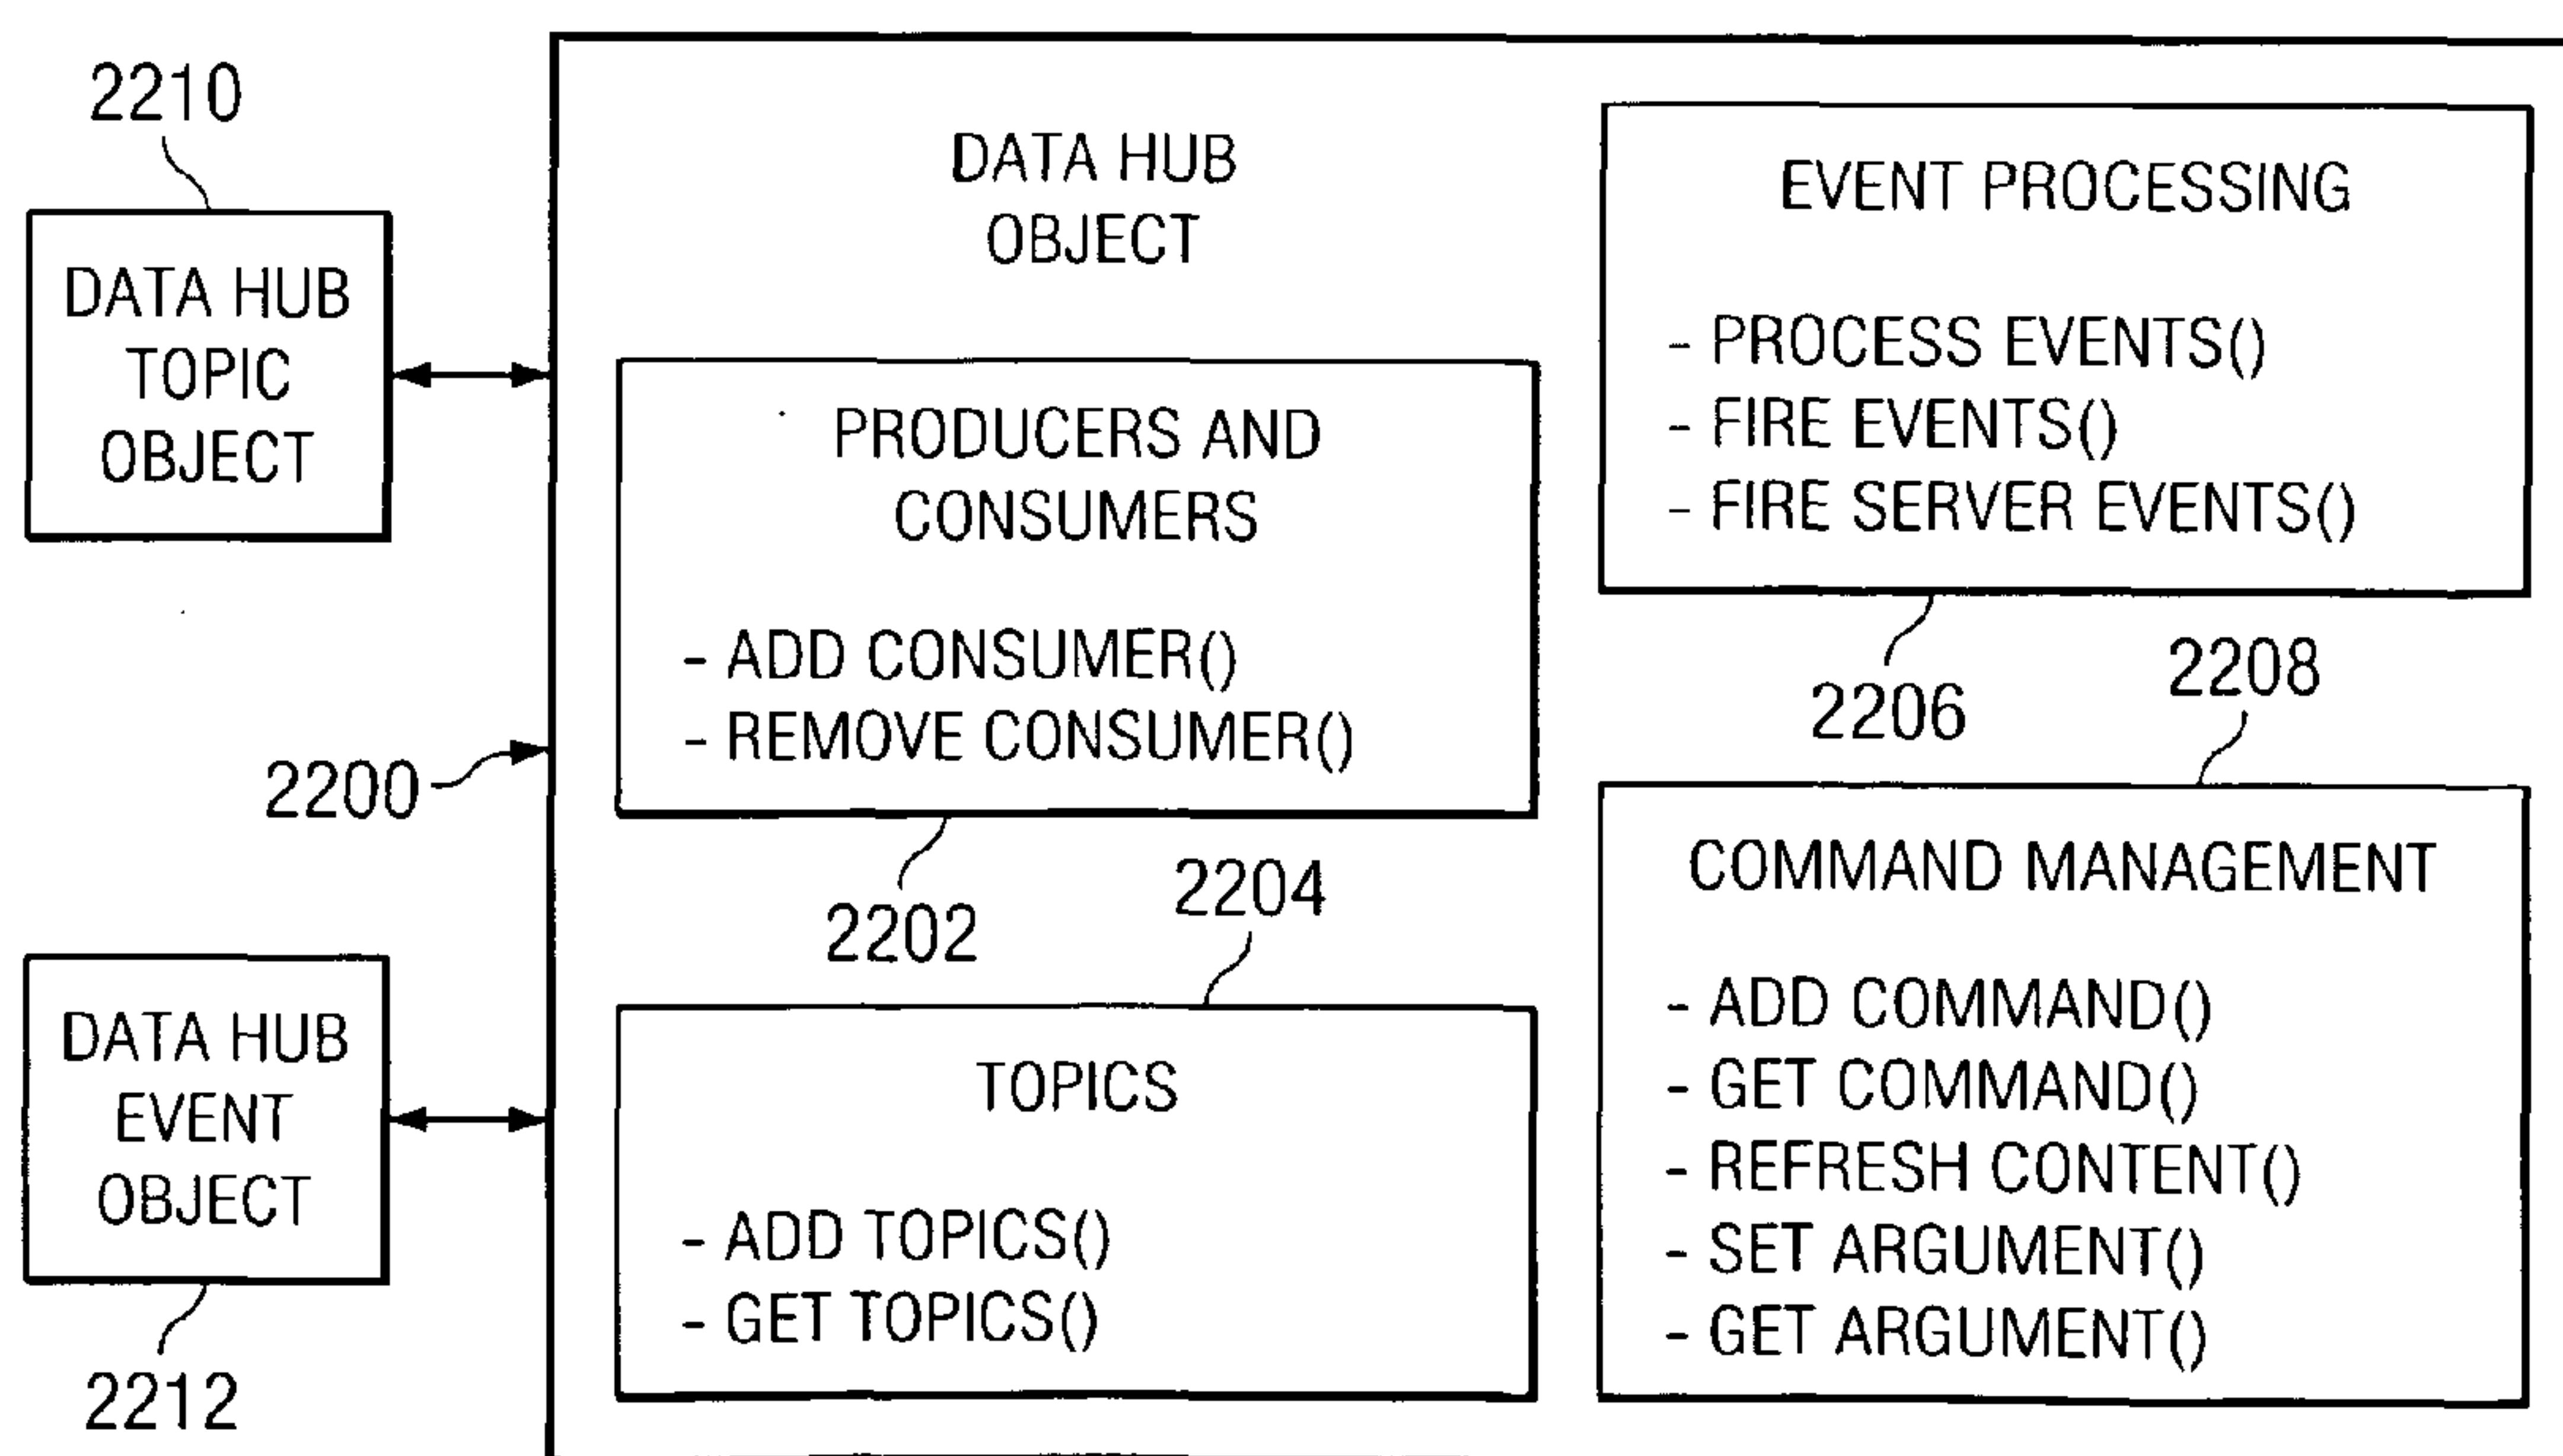 2210
DATA HUB
TOPIC
OBJECT
2200
DATA HUB
EVENT
OBJECT
2212
DATA HUB
OBJECT
PRODUCERS AND
CONSUMERS
- ADD CONSUMER()
- REMOVE CONSUMER()
2202
2204
TOPICS
- ADD TOPICS()
- GET TOPICS()
EVENT PROCESSING
- PROCESS EVENTS()
- FIRE EVENTS()
- FIRE SERVER EVENTS()
2206
2208
COMMAND MANAGEMENT
- ADD COMMAND()
- GET COMMAND()
- REFRESH CONTENT()
- SET ARGUMENT()
- GET ARGUMENT()